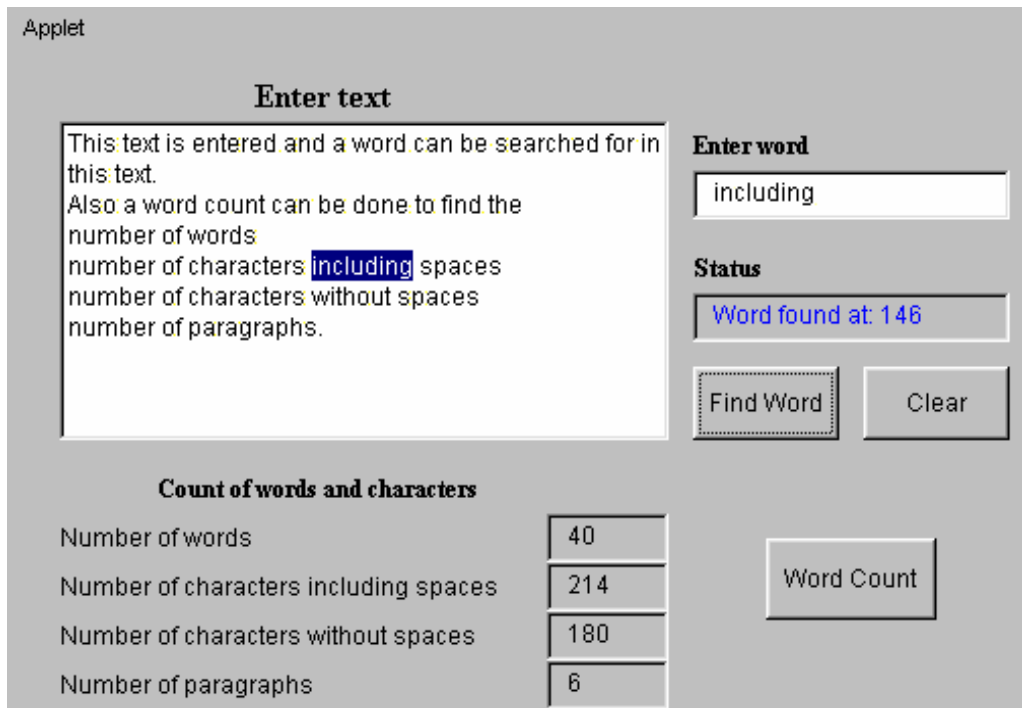 Applet
Enter text
This text is entered and a word can be searched for in
this text.
Also a word count can be done to find the
number of words
number of characters including spaces
number of characters without spaces
number of paragraphs.
Enter word
including
Status
Word found at: 146
Find Word
Clear
Count of words and characters
Number of words
40
Number of characters including spaces
214
Number of characters without spaces
180
Number of paragraphs
6
Word Count